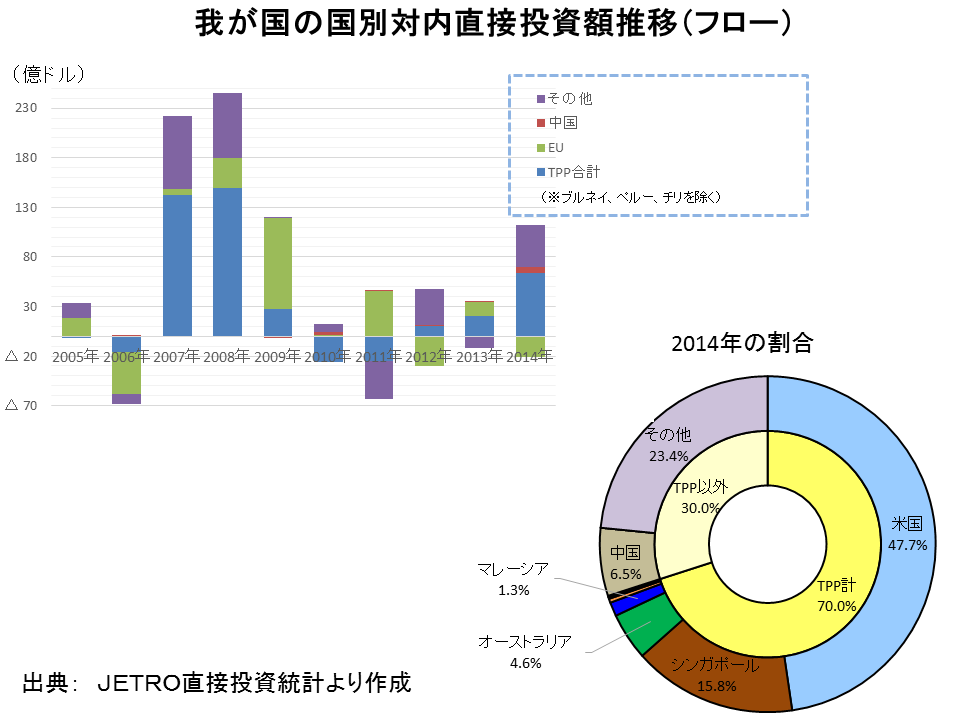 我が国の国別対内直接投資額推移（フロー）
（億ドル）
230
180
130
80
30
△ 20
△ 70
2005年 2006年 2007年 2008年 2009年 2010年 2011年 2012年 2013年 2014年
その他
中国
EU
TPP合計
（※ブルネイ、ペルー、チリを除く）
2014年の割合
その他
23.4%
TPP以外
30.0%
米国
47.7%
中国
6.5%
マレーシア
1.3%
TPP計
70.0%
オーストラリア
4.6%
シンガポール
15.8%
出典： ＪＥＴＲＯ直接投資統計より作成